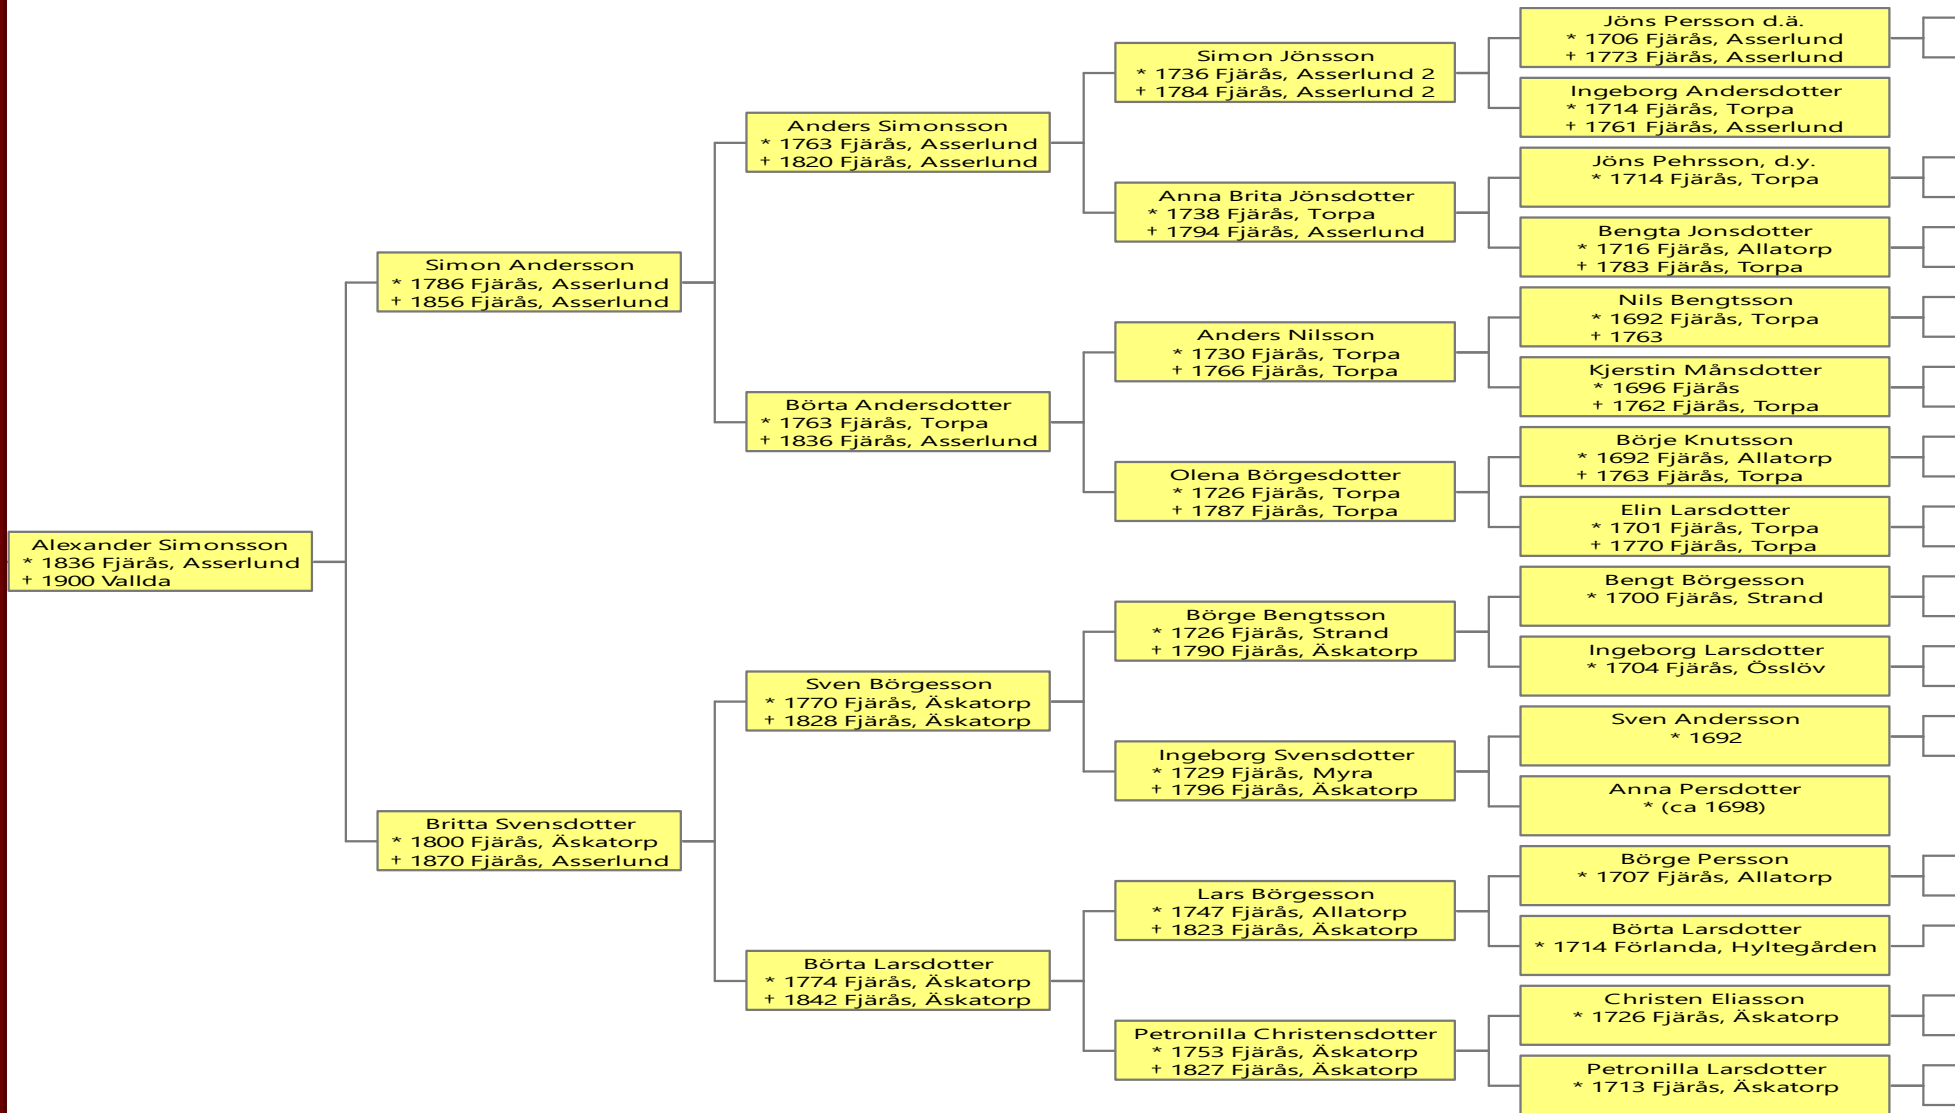 Alexander Simonsson
* 1836 Fjärås, Asserlund
† 1900 Vallda
Simon Andersson
* 1786 Fjärås, Asserlund
† 1856 Fjärås, Asserlund
Britta Svensdotter
* 1800 Fjärås, Äskatorp
† 1870 Fjärås, Asserlund
Anders Simonsson
* 1763 Fjärås, Asserlund
† 1820 Fjärås, Asserlund
Börta Andersdotter
* 1763 Fjärås, Torpa
† 1836 Fjärås, Asserlund
Sven Börgesson
* 1770 Fjärås, Äskatorp
† 1828 Fjärås, Äskatorp
Börta Larsdotter
* 1774 Fjärås, Äskatorp
† 1842 Fjärås, Äskatorp
Simon Jönsson
* 1736 Fjärås, Asserlund 2
† 1784 Fjärås, Asserlund 2
Anna Brita Jönsdotter
* 1738 Fjärås, Torpa
† 1794 Fjärås, Asserlund
Anders Nilsson
* 1730 Fjärås, Torpa
† 1766 Fjärås, Torpa
Olena Börgesdotter
* 1726 Fjärås, Torpa
† 1787 Fjärås, Torpa
Börge Bengtsson
* 1726 Fjärås, Strand
† 1790 Fjärås, Äskatorp
Ingeborg Svensdotter
* 1729 Fjärås, Myra
† 1796 Fjärås, Äskatorp
Lars Börgesson
* 1747 Fjärås, Allatorp
† 1823 Fjärås, Äskatorp
Petronilla Christensdotter
* 1753 Fjärås, Äskatorp
† 1827 Fjärås, Äskatorp
Jöns Persson d.ä.
* 1706 Fjärås, Asserlund
† 1773 Fjärås, Asserlund
Ingeborg Andersdotter
* 1714 Fjärås, Torpa
† 1761 Fjärås, Asserlund
Jöns Pehrsson, d.y.
* 1714 Fjärås, Torpa
Bengta Jonsdotter
* 1716 Fjärås, Allatorp
† 1783 Fjärås, Torpa
Nils Bengtsson
* 1692 Fjärås, Torpa
† 1763
Kjerstin Månsdotter
* 1696 Fjärås
† 1762 Fjärås, Torpa
Börje Knutsson
* 1692 Fjärås, Allatorp
† 1763 Fjärås, Torpa
Elin Larsdotter
* 1701 Fjärås, Torpa
† 1770 Fjärås, Torpa
Bengt Börgesson
* 1700 Fjärås, Strand
Ingeborg Larsdotter
* 1704 Fjärås, Össlöv
Sven Andersson
* 1692
Anna Persdotter
* (ca 1698)
Börge Persson
* 1707 Fjärås, Allatorp
Börta Larsdotter
* 1714 Förlanda, Hyltegården
Christen Eliasson
* 1726 Fjärås, Äskatorp
Petronilla Larsdotter
* 1713 Fjärås, Äskatorp